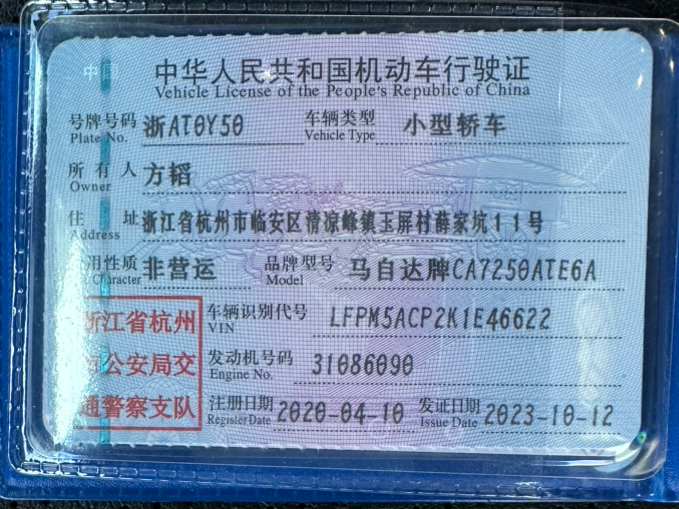 中国
中华人民共和国机动车行驶证
Vehicle License of the People's Republic of China
号牌号码 浙AT0Y50 车辆类型 小型轿车
Plate No. Vehicle Type
所有人 方韬
Owner
住址 浙江省杭州市临安区清凉峰镇玉屏村薛家坑11号
Address
用性质 非营运 品牌型号 马自达牌CA7250ATE6A
Character Model
浙江省杭州 车辆识别代号 LFPM5ACP2K1E46622
VIN
市公安局交 发动机号码 31086090
Engine No.
通警察支队 注册日期 2020-04-10 发证日期 2023-10-12
Register Date Issue Date